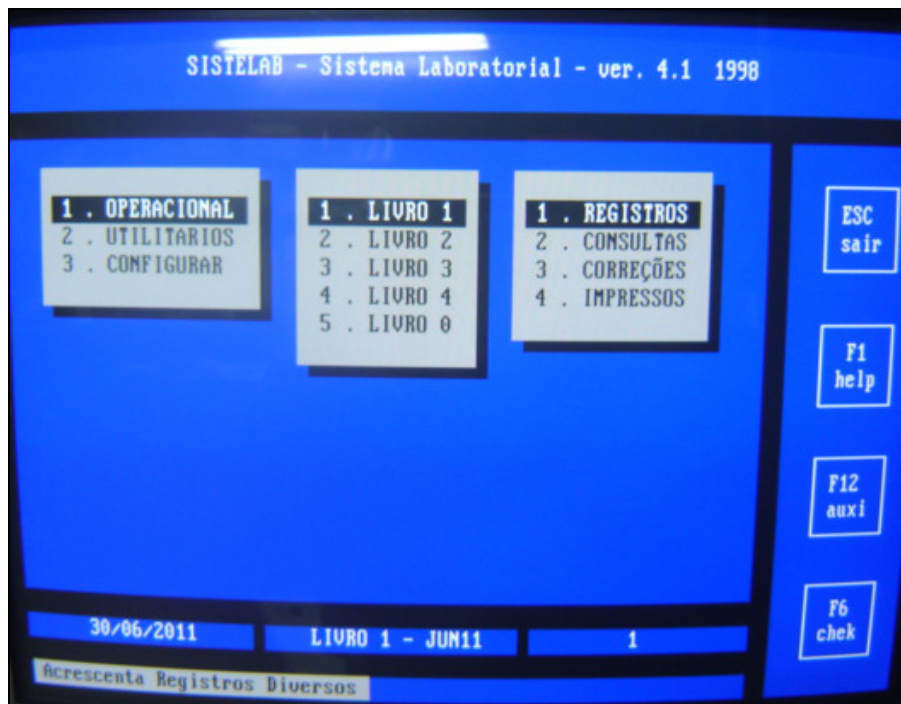 SISTELAB - Sistema Laboratorial - ver. 4.1 1998
1 . OPERACIONAL
2 . UTILITARIOS
3 . CONFIGURAR
1 . LIVRO 1
2 . LIVRO 2
3 . LIVRO 3
4 . LIVRO 4
5 . LIVRO 0
1 . REGISTROS
2 . CONSULTAS
3 . CORREÇÕES
4 . IMPRESSOS
ESC
sair
F1
help
F12
auxi
F6
chek
30/06/2011
LIVRO 1 - JUN11
1
Acrescenta Registros Diversos